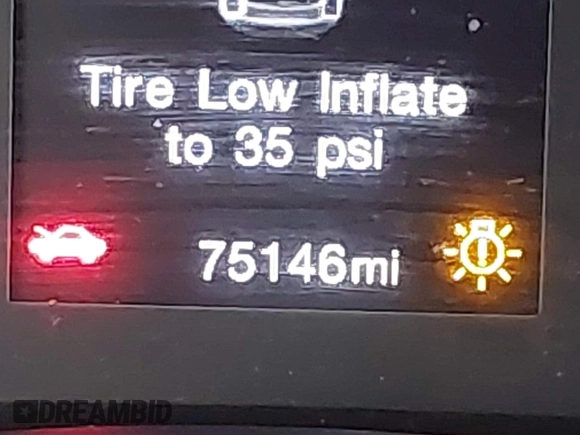 Tire Low Inflate
to 35 psi
75146mi
DREAMBID